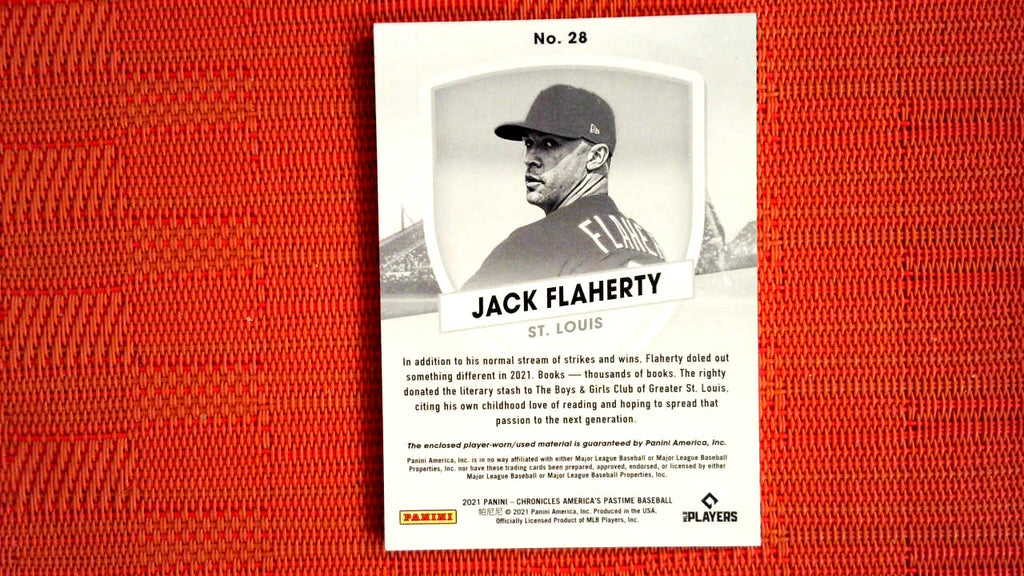 No. 28
FLAHE
JACK FLAHERTY
ST. LOUIS
In addition to his normal stream of strikes and wins, Flaherty doled out
something different in 2021. Books — thousands of books. The righty
donated the literary stash to The Boys & Girls Club of Greater St. Louis,
citing his own childhood love of reading and hoping to spread that
passion to the next generation.
The enclosed player-worn/used material is guaranteed by Panini America, Inc.
Panini America, Inc. is in no way affiliated with either Major League Baseball or Major League Baseball
Properties, Inc. nor have these trading cards been prepared, approved, endorsed, or licensed by either
Major League Baseball or Major League Baseball Properties, Inc.
2021 PANINI – CHRONICLES AMERICA'S PASTIME BASEBALL
帕尼尼 © 2021 Panini America, Inc. Produced in the USA.
Officially Licensed Product of MLB Players, Inc.
PANINI
MLB PLAYERS